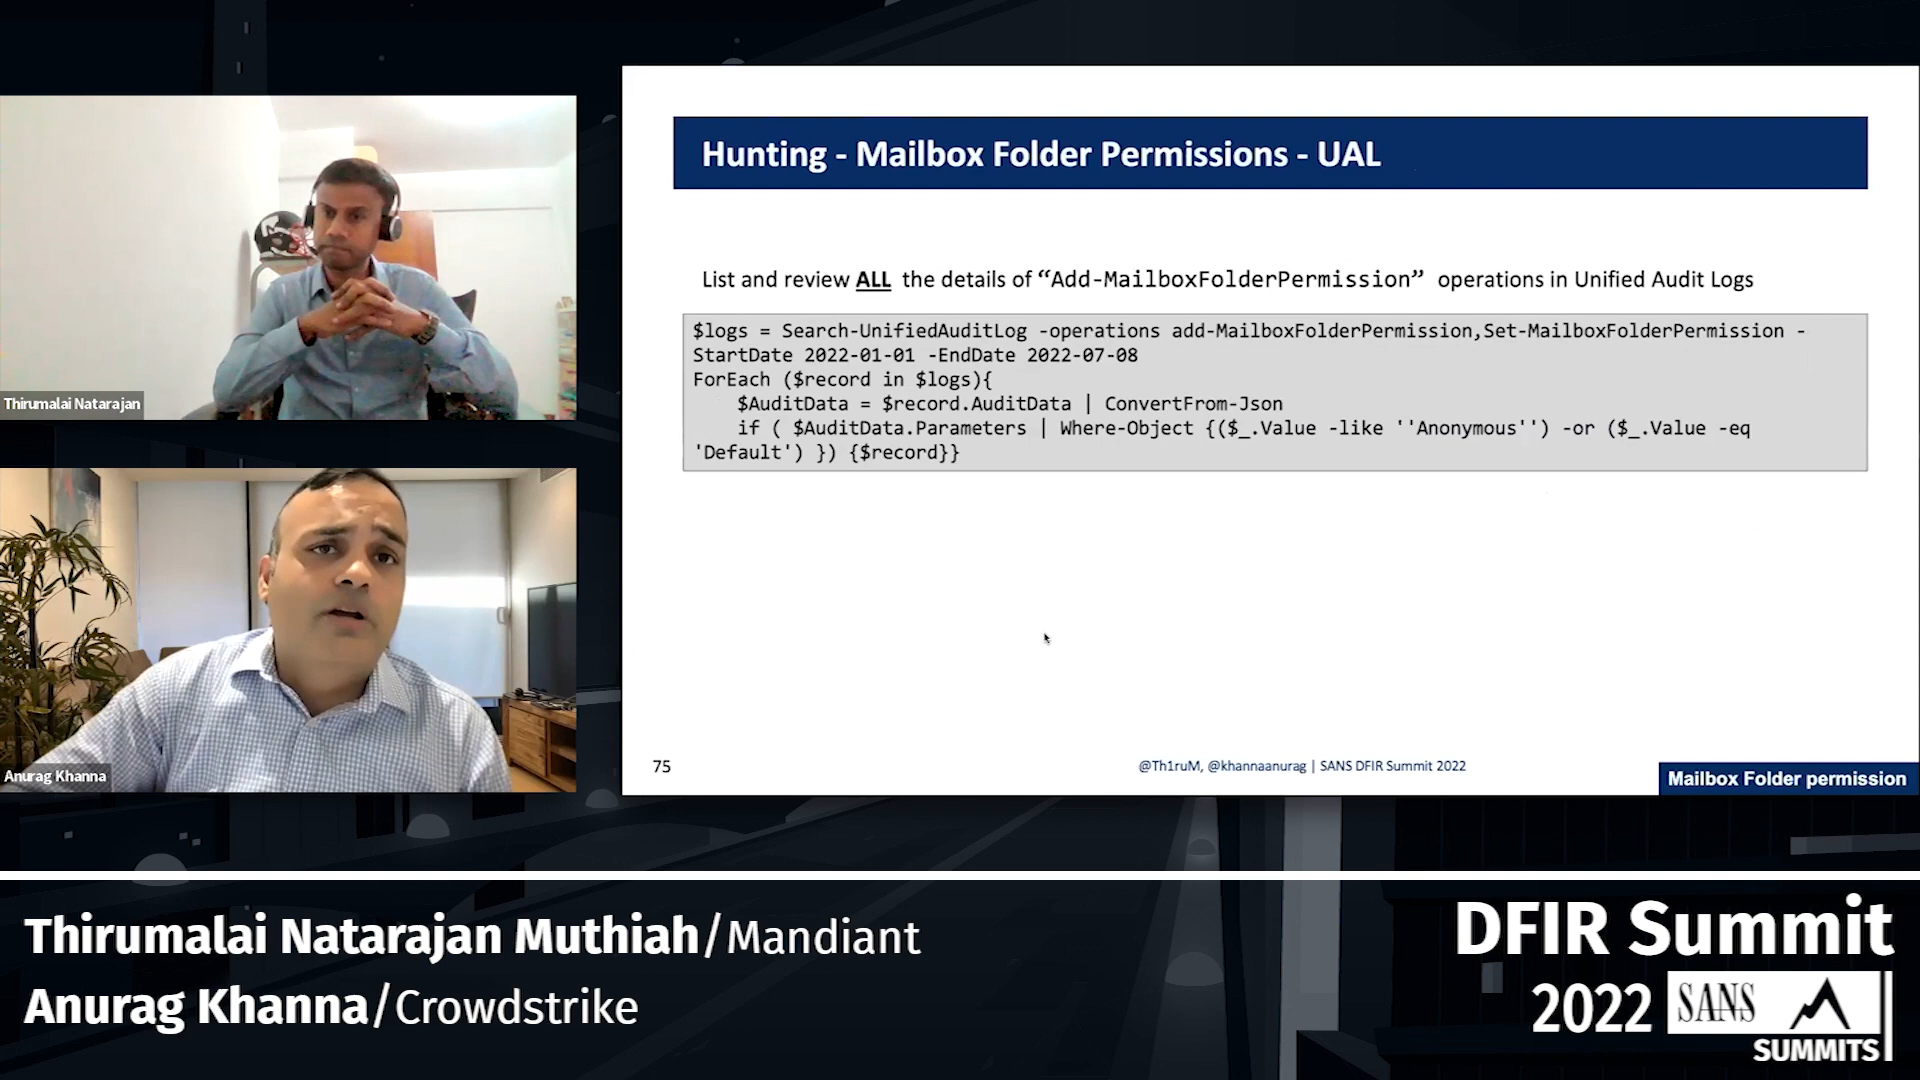 Thirumalai Natarajan
Anurag Khanna
Hunting - Mailbox Folder Permissions - UAL
List and review ALL the details of “Add-MailboxFolderPermission” operations in Unified Audit Logs
$logs = Search-UnifiedAuditLog -operations add-MailboxFolderPermission,Set-MailboxFolderPermission -
StartDate 2022-01-01 -EndDate 2022-07-08
ForEach ($record in $logs){
$AuditData = $record.AuditData | ConvertFrom-Json
if ( $AuditData.Parameters | Where-Object {($_.Value -like ''Anonymous'') -or ($_.Value -eq
'Default') }) {$record}}
75
@Th1ruM, @khannaanurag | SANS DFIR Summit 2022
Mailbox Folder permission
Thirumalai Natarajan Muthiah/Mandiant
Anurag Khanna/Crowdstrike
DFIR Summit
2022 SANS
SUMMITS